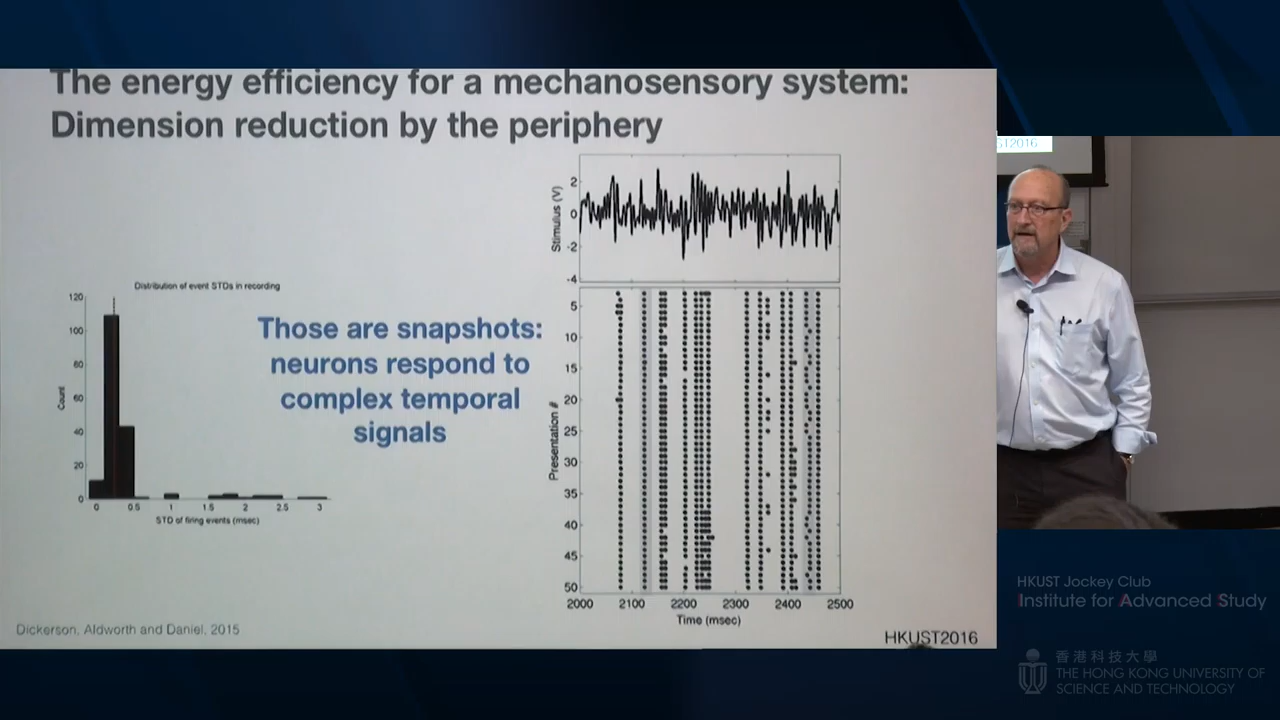 The energy efficiency for a mechanosensory system:
Dimension reduction by the periphery
Distribution of event STDs in recording
120
100
80
60
40
20
0
Count
0 0.5 1 1.5 2 2.5 3
STD of firing events (msec)
Those are snapshots:
neurons respond to
complex temporal
signals
Stimulus (V)
2
0
-2
-4
Presentation #
5
10
15
20
25
30
35
40
45
50
2000 2100 2200 2300 2400 2500
Time (msec)
Dickerson, Aldworth and Daniel, 2015
HKUST2016
ST2016
HKUST Jockey Club
Institute for Advanced Study
香港科技大學
THE HONG KONG UNIVERSITY OF
SCIENCE AND TECHNOLOGY